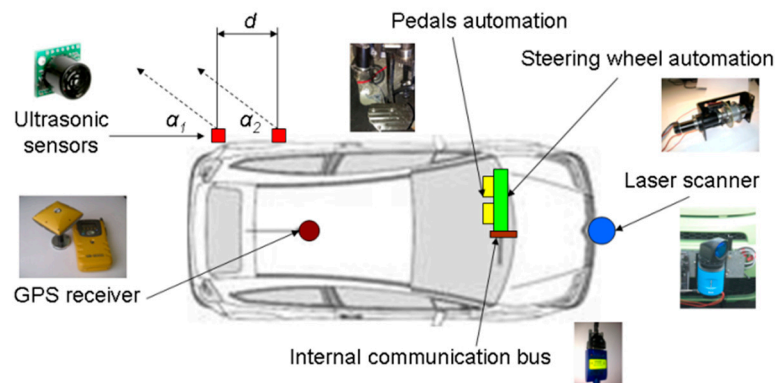 d
Pedals automation
Steering wheel automation
Ultrasonic
sensors
α1
α2
Laser scanner
GPS receiver
Internal communication bus